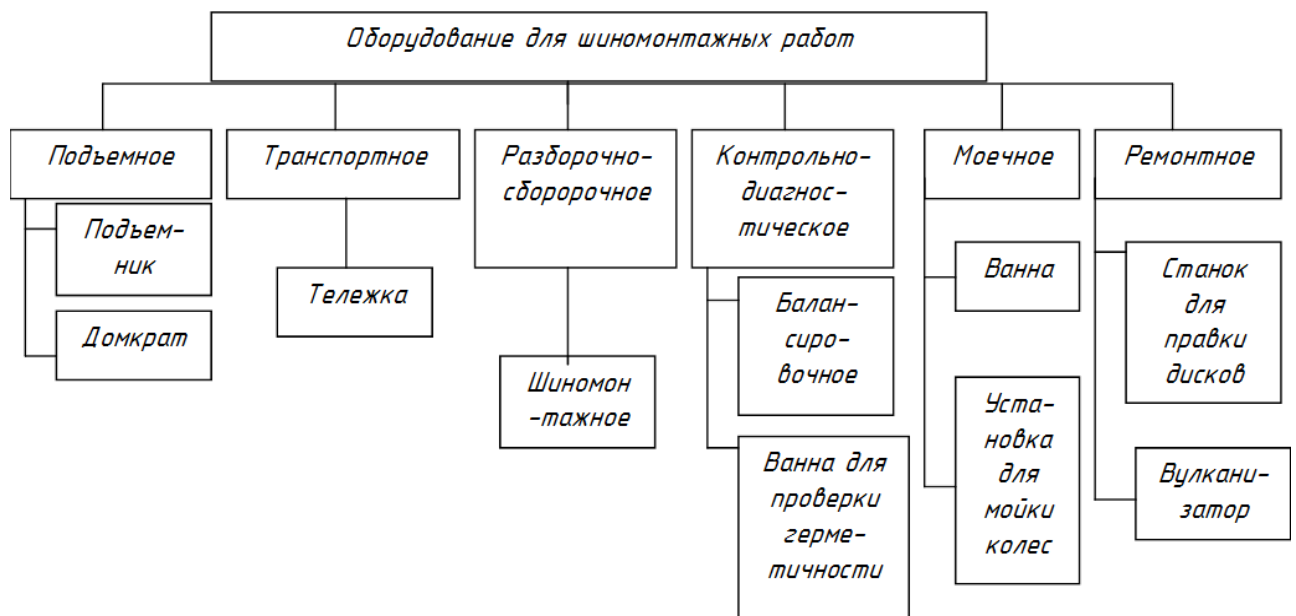 Оборудование для шиномонтажных работ
Подъемное
Транспортное
Разборочно-
сборорочное
Контрольно-
диагнос-
тическое
Моечное
Ремонтное
Подъем-
ник
Домкрат
Тележка
Шиномон
-тажное
Балан-
сиро-
вочное
Ванна для
проверки
герме-
тичности
Ванна
Уста-
новка
для
мойки
колес
Станок
для
правки
дисков
Вулкани-
затор